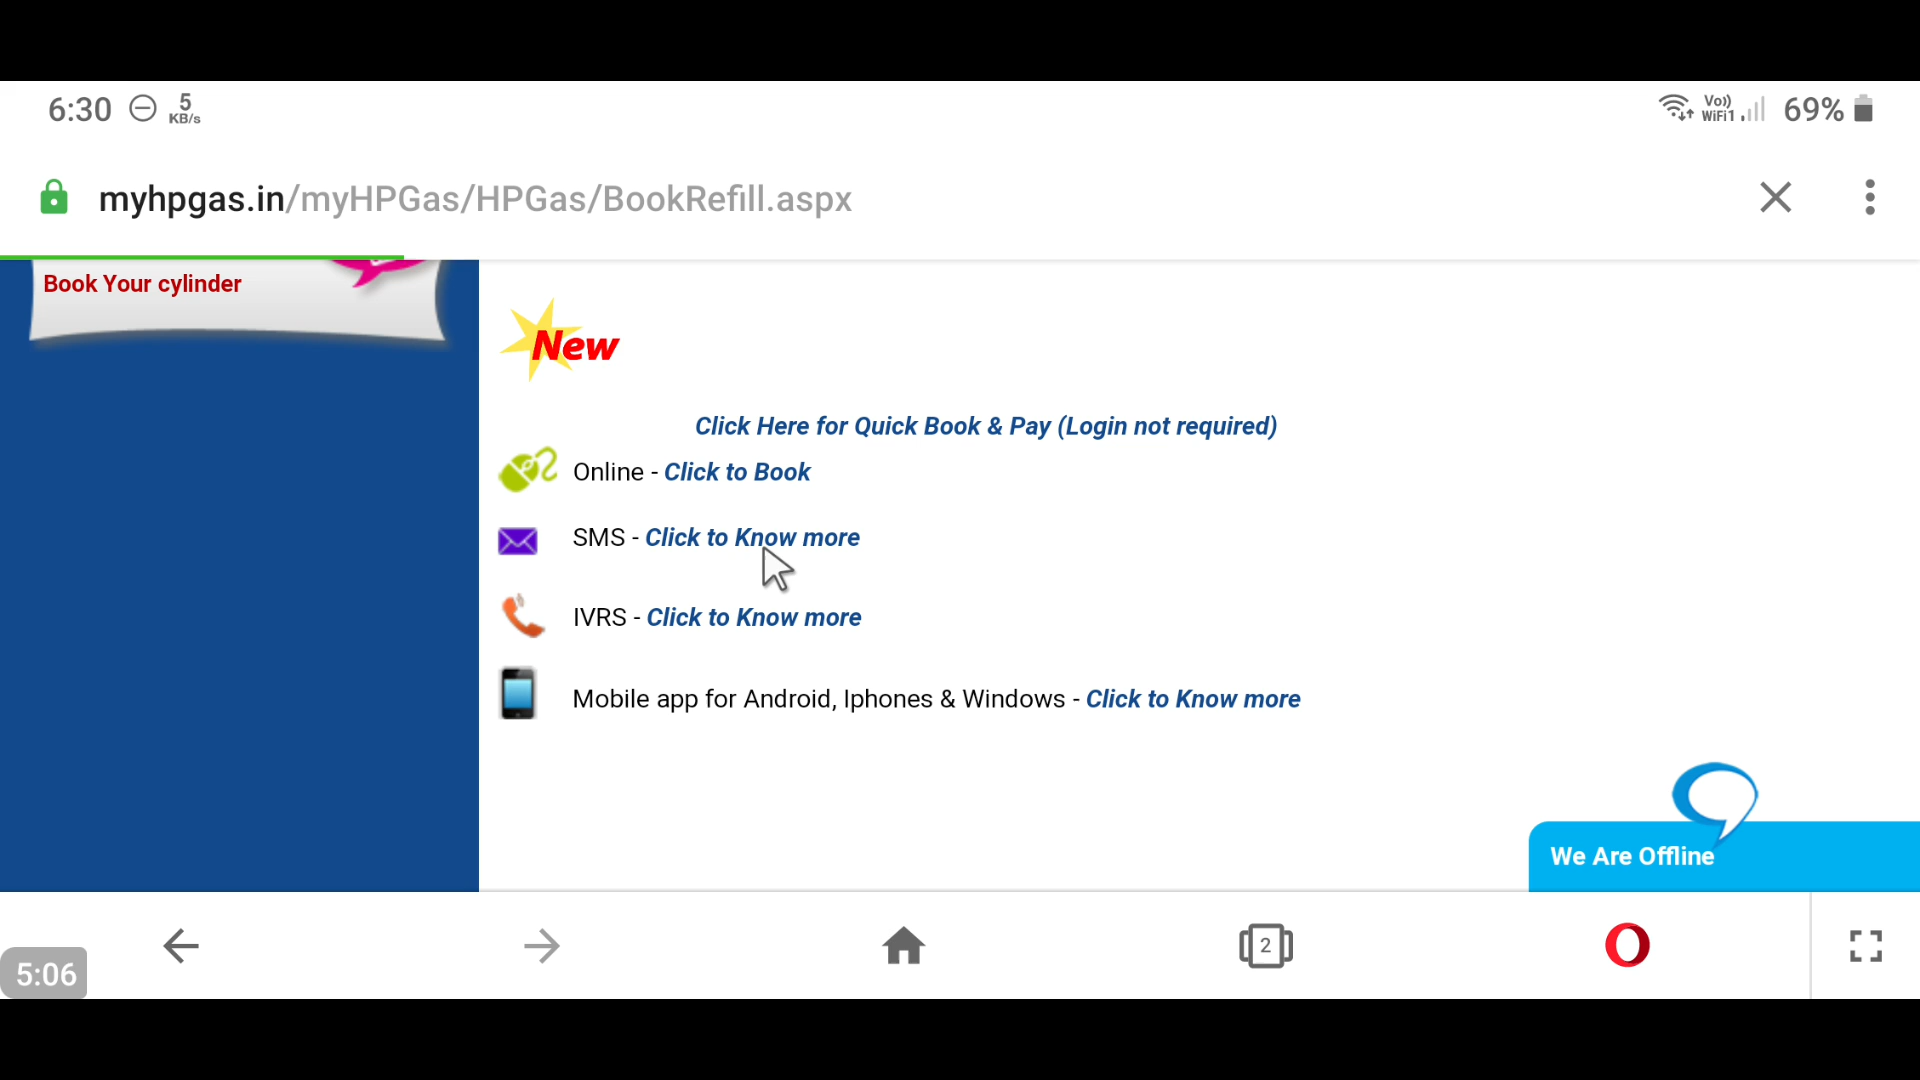 6:30
5
KB/s
Vo))
WiFi1
69%
myhpgas.in/myHPGas/HPGas/BookRefill.aspx
Book Your cylinder
New
Click Here for Quick Book & Pay (Login not required)
Online - Click to Book
SMS - Click to Know more
IVRS - Click to Know more
Mobile app for Android, Iphones & Windows - Click to Know more
We Are Offline
2
5:06